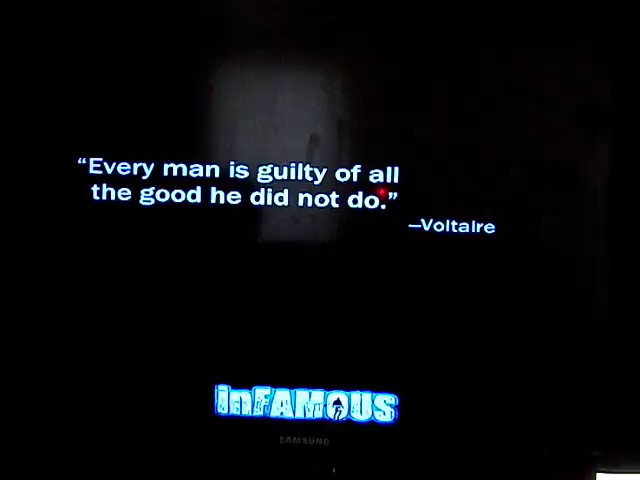 “Every man is guilty of all
the good he did not do.”
—Voltaire
inFAMOUS
SAMSUNG